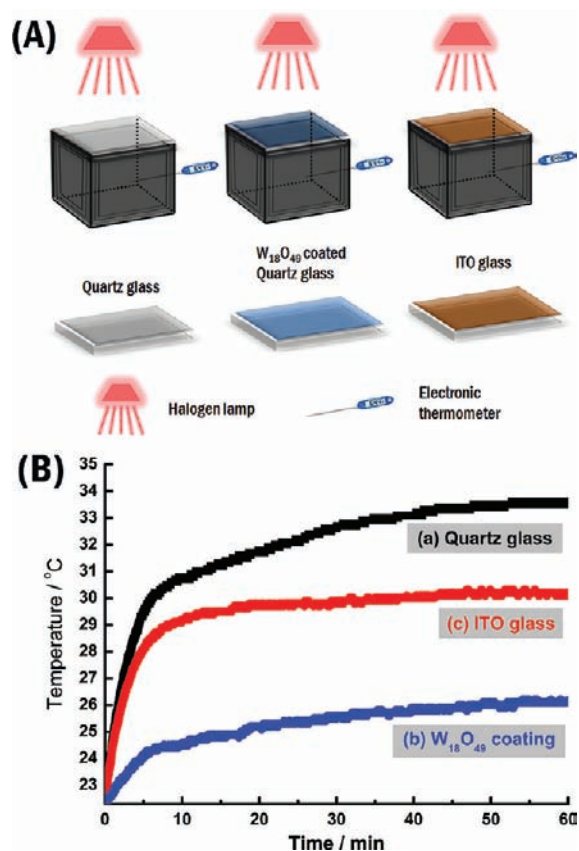 (A)
W₁₈O₄₉ coated
Quartz glass
Quartz glass
ITO glass
Halogen lamp
Electronic
thermometer
(B)
35
34
33
32
31
30
29
28
26
25
24
23
Temperature / °C
(a) Quartz glass
(c) ITO glass
(b) W₁₈O₄₉ coating
0
10
20
30
40
50
60
Time / min